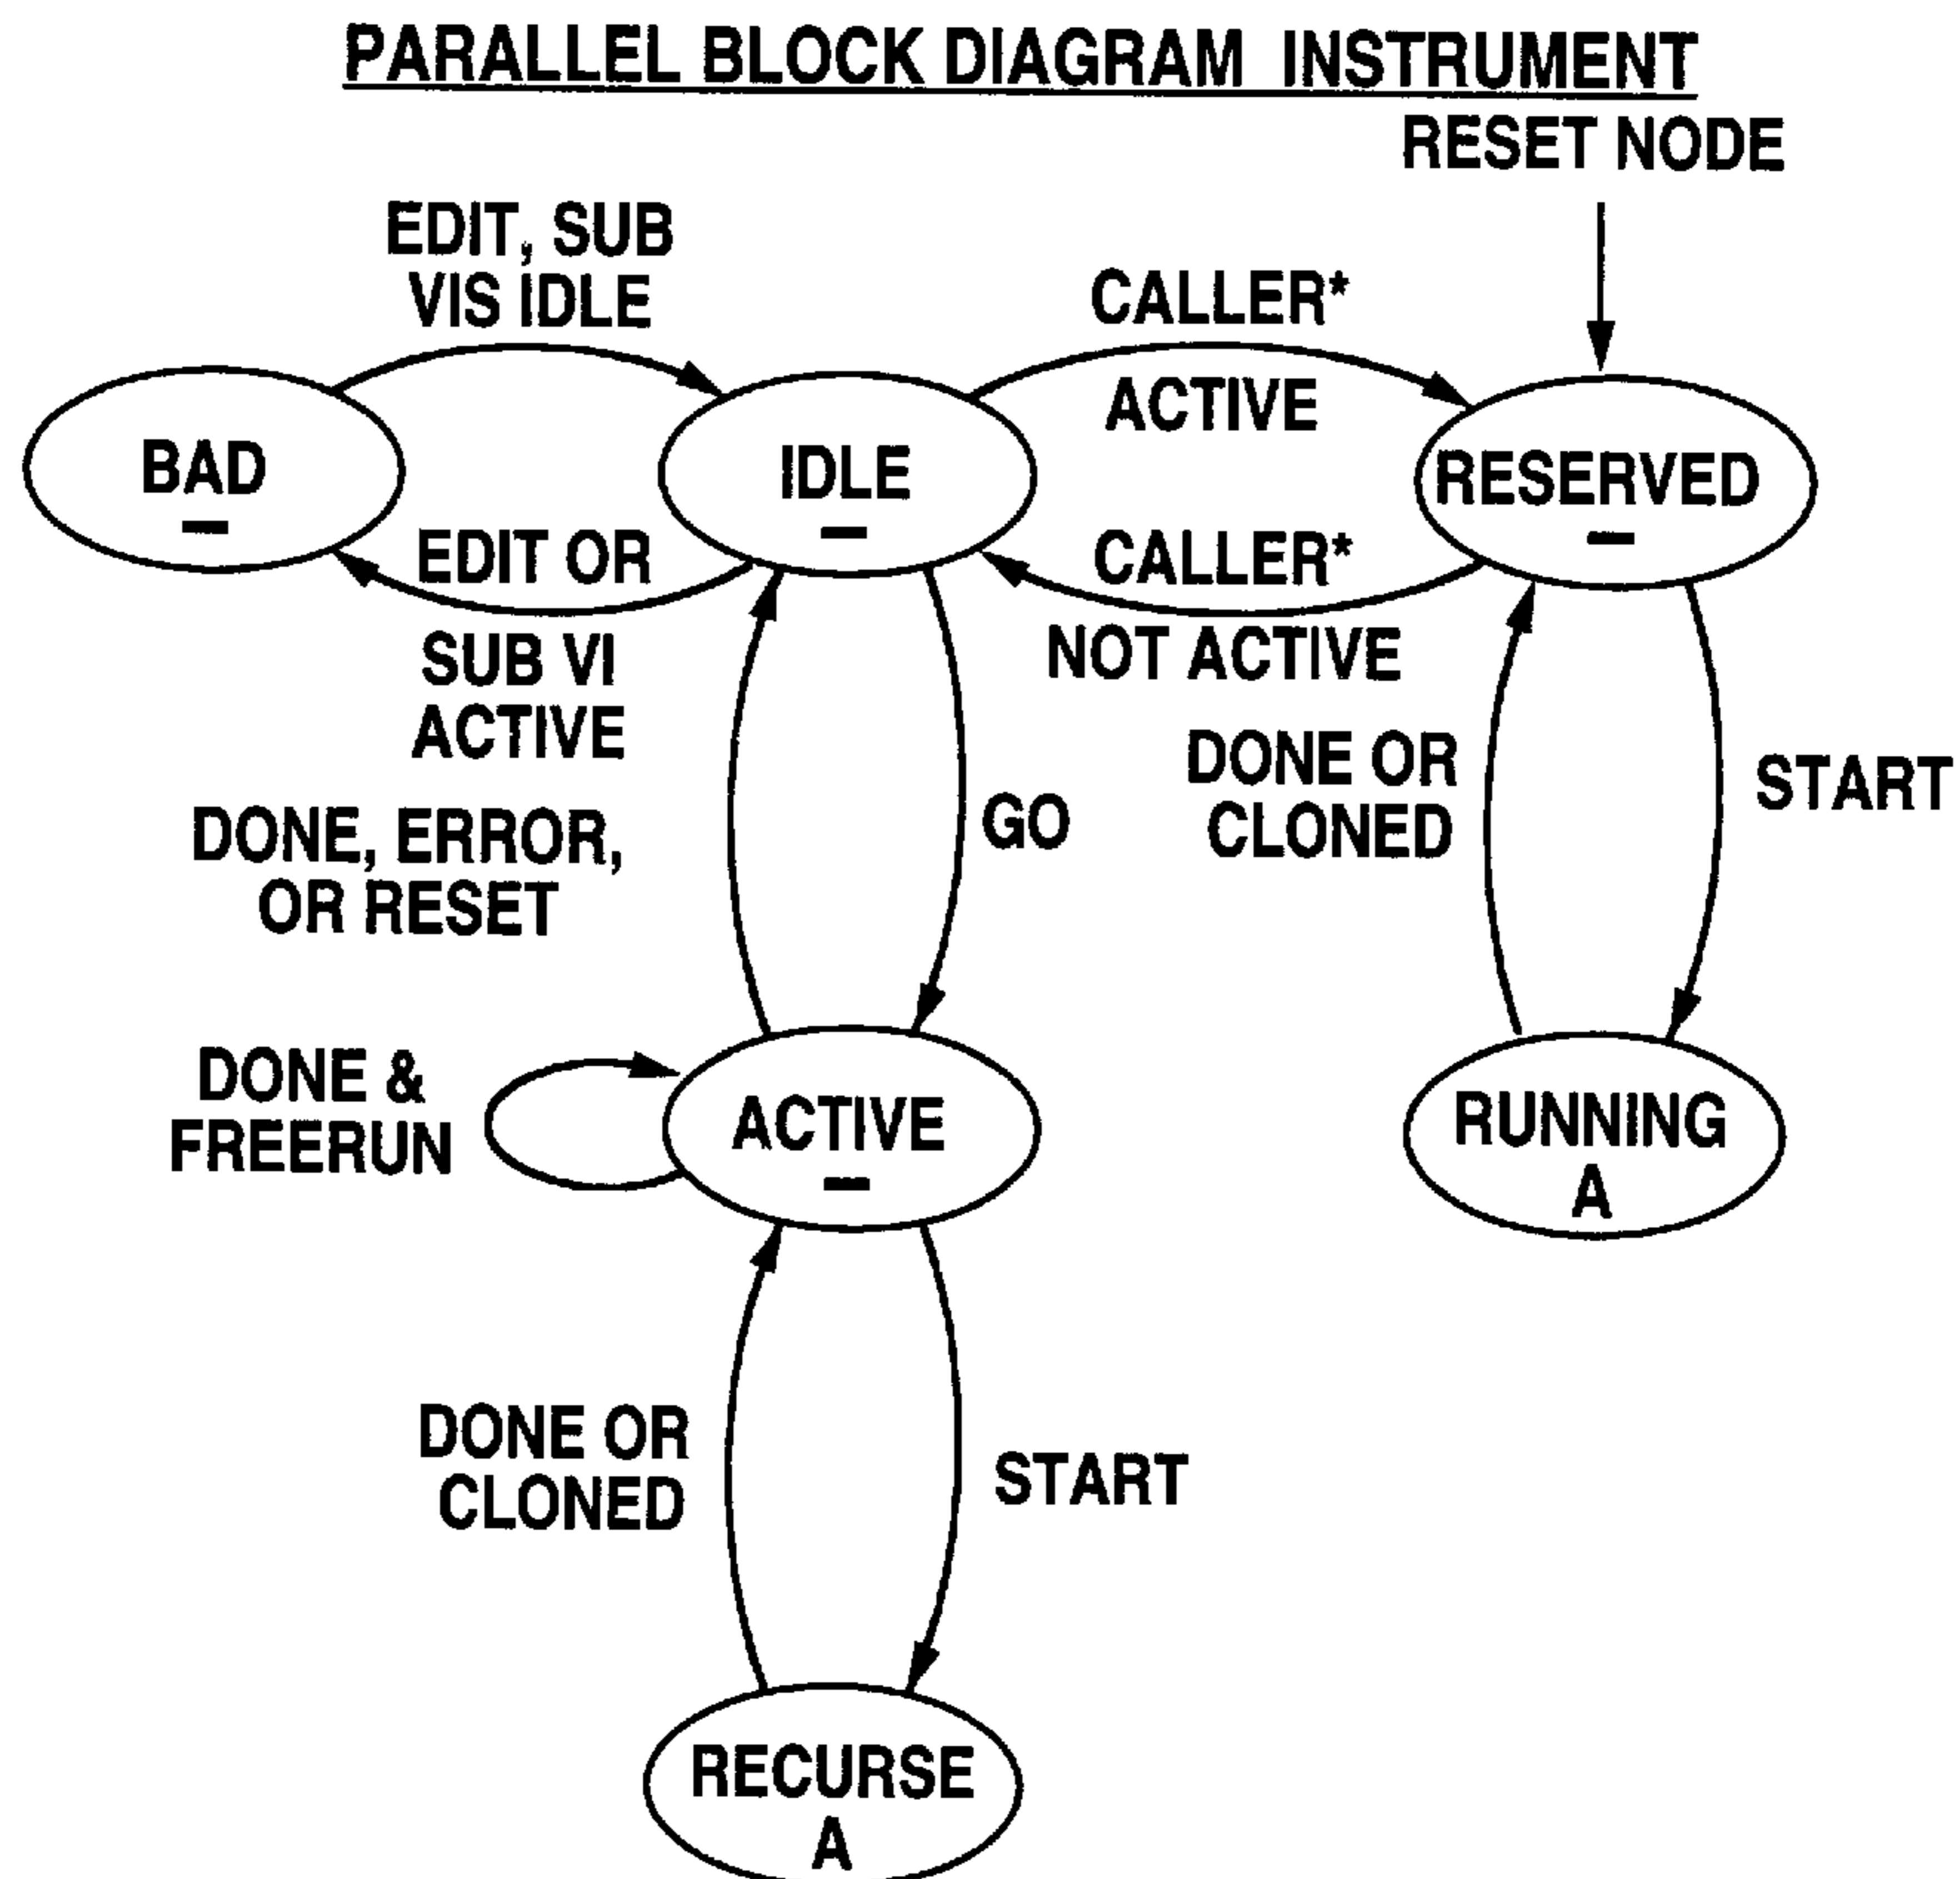 PARALLEL BLOCK DIAGRAM INSTRUMENT
RESET NODE
EDIT, SUB
VIS IDLE
CALLER*
ACTIVE
BAD
–
IDLE
–
RESERVED
–
EDIT OR
SUB VI
ACTIVE
CALLER*
NOT ACTIVE
DONE, ERROR,
OR RESET
GO
DONE OR
CLONED
START
DONE &
FREERUN
ACTIVE
–
RUNNING
A
DONE OR
CLONED
START
RECURSE
A